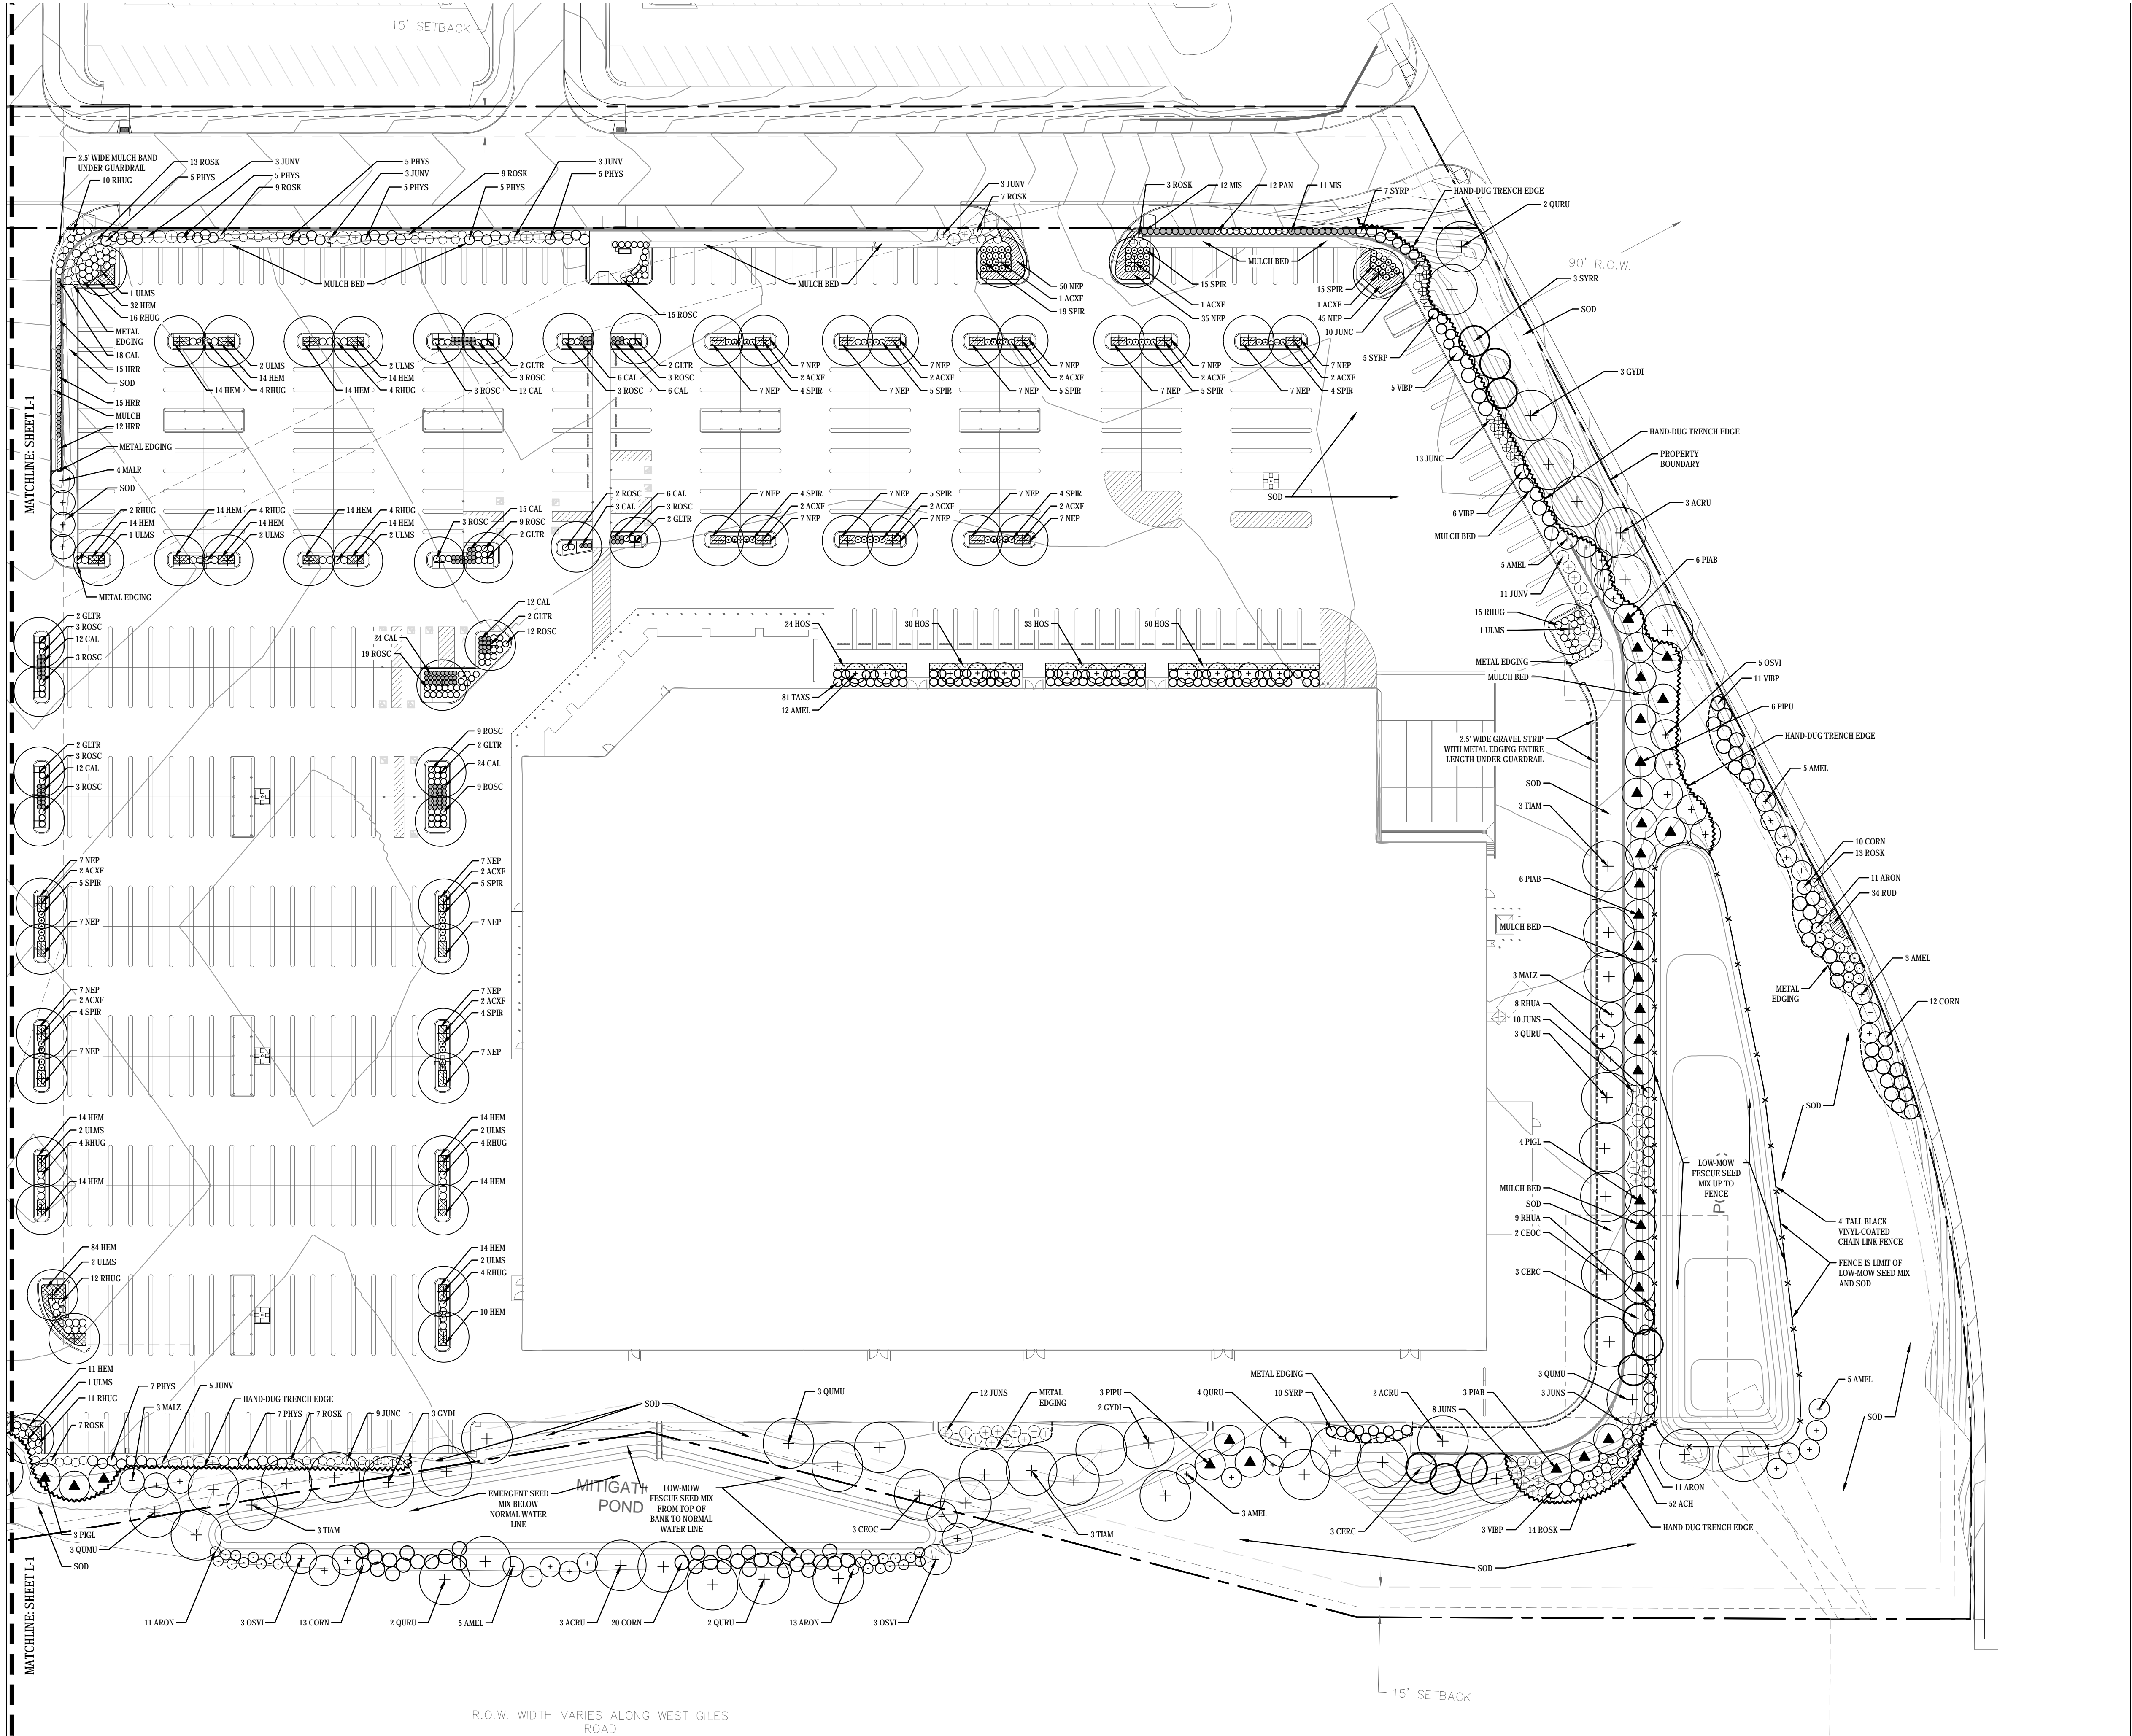 15' SETBACK
2.5' WIDE MULCH BAND
UNDER GUARDRAIL
10 RHUG
13 ROSK
5 PHYS
3 JUNV
5 PHYS
9 ROSK
5 PHYS
3 JUNV
5 PHYS
9 ROSK
5 PHYS
3 JUNV
5 PHYS
3 JUNV
7 ROSK
3 ROSK
12 MIS
12 PAN
11 MIS
7 SYRP
HAND-DUG TRENCH EDGE
2 QURU
90' R.O.W.
3 SYRR
SOD
MULCH BED
MULCH BED
MULCH BED
15 ROSC
50 NEP
1 ACXF
19 SPIR
15 SPIR
1 ACXF
35 NEP
15 SPIR
1 ACXF
45 NEP
10 JUNC
1 ULMS
32 HEM
16 RHUG
METAL
EDGING
18 CAL
15 HRR
SOD
15 HRR
MULCH
12 HRR
METAL EDGING
4 MALR
SOD
MATCHLINE: SHEET L-1
2 ULMS
14 HEM
4 RHUG
14 HEM
2 ULMS
14 HEM
4 RHUG
14 HEM
2 GLTR
3 ROSC
12 CAL
3 ROSC
6 CAL
3 ROSC
2 GLTR
3 ROSC
6 CAL
7 NEP
2 ACXF
4 SPIR
7 NEP
7 NEP
2 ACXF
5 SPIR
7 NEP
7 NEP
2 ACXF
5 SPIR
7 NEP
7 NEP
2 ACXF
5 SPIR
7 NEP
7 NEP
2 ACXF
4 SPIR
7 NEP
5 SYRP
5 VIBP
3 GYDI
13 JUNC
HAND-DUG TRENCH EDGE
PROPERTY
BOUNDARY
SOD
6 VIBP
MULCH BED
3 ACRU
2 RHUG
14 HEM
1 ULMS
14 HEM
4 RHUG
14 HEM
2 ULMS
14 HEM
4 RHUG
14 HEM
2 ULMS
3 ROSC
15 CAL
9 ROSC
2 GLTR
2 ROSC
3 CAL
6 CAL
3 ROSC
2 GLTR
7 NEP
4 SPIR
2 ACXF
7 NEP
7 NEP
5 SPIR
2 ACXF
7 NEP
7 NEP
4 SPIR
2 ACXF
7 NEP
5 AMEL
11 JUNV
6 PIAB
METAL EDGING
15 RHUG
1 ULMS
METAL EDGING
MULCH BED
5 OSVI
11 VIBP
6 PIPU
HAND-DUG TRENCH EDGE
2 GLTR
3 ROSC
12 CAL
3 ROSC
24 CAL
19 ROSC
12 CAL
2 GLTR
12 ROSC
24 HOS
30 HOS
33 HOS
50 HOS
81 TAXS
12 AMEL
2.5' WIDE GRAVEL STRIP
WITH METAL EDGING ENTIRE
LENGTH UNDER GUARDRAIL
SOD
3 TIAM
5 AMEL
2 GLTR
3 ROSC
12 CAL
3 ROSC
9 ROSC
2 GLTR
24 CAL
9 ROSC
7 NEP
2 ACXF
5 SPIR
7 NEP
7 NEP
2 ACXF
5 SPIR
7 NEP
6 PIAB
MULCH BED
10 CORN
13 ROSK
11 ARON
34 RUD
3 AMEL
METAL
EDGING
12 CORN
7 NEP
2 ACXF
4 SPIR
7 NEP
7 NEP
2 ACXF
4 SPIR
7 NEP
3 MALZ
8 RHUA
10 JUNS
3 QURU
SOD
14 HEM
2 ULMS
4 RHUG
14 HEM
14 HEM
2 ULMS
4 RHUG
14 HEM
4 PIGL
MULCH BED
SOD
9 RHUA
2 CEOC
3 CERC
LOW-MOW
FESCUE SEED
MIX UP TO
FENCE
4' TALL BLACK
VINYL-COATED
CHAIN LINK FENCE
FENCE IS LIMIT OF
LOW-MOW SEED MIX
AND SOD
84 HEM
2 ULMS
12 RHUG
14 HEM
2 ULMS
4 RHUG
10 HEM
11 HEM
1 ULMS
11 RHUG
7 ROSK
7 PHYS
3 MALZ
5 JUNV
HAND-DUG TRENCH EDGE
7 PHYS
7 ROSK
9 JUNC
3 GYDI
SOD
3 QUMU
12 JUNS
METAL
EDGING
3 PIPU
2 GYDI
4 QURU
METAL EDGING
10 SYRP
2 ACRU
8 JUNS
3 PIAB
3 QUMU
3 JUNS
5 AMEL
SOD
3 PIGL
3 QUMU
SOD
3 TIAM
EMERGENT SEED
MIX BELOW
NORMAL WATER
LINE
MITIGATI
POND
LOW-MOW
FESCUE SEED MIX
FROM TOP OF
BANK TO NORMAL
WATER LINE
3 CEOC
3 TIAM
3 AMEL
3 CERC
3 VIBP
14 ROSK
11 ARON
52 ACH
HAND-DUG TRENCH EDGE
SOD
MATCHLINE: SHEET L-1
11 ARON
3 OSVI
13 CORN
2 QURU
5 AMEL
3 ACRU
20 CORN
2 QURU
13 ARON
3 OSVI
15' SETBACK
R.O.W. WIDTH VARIES ALONG WEST GILES
ROAD